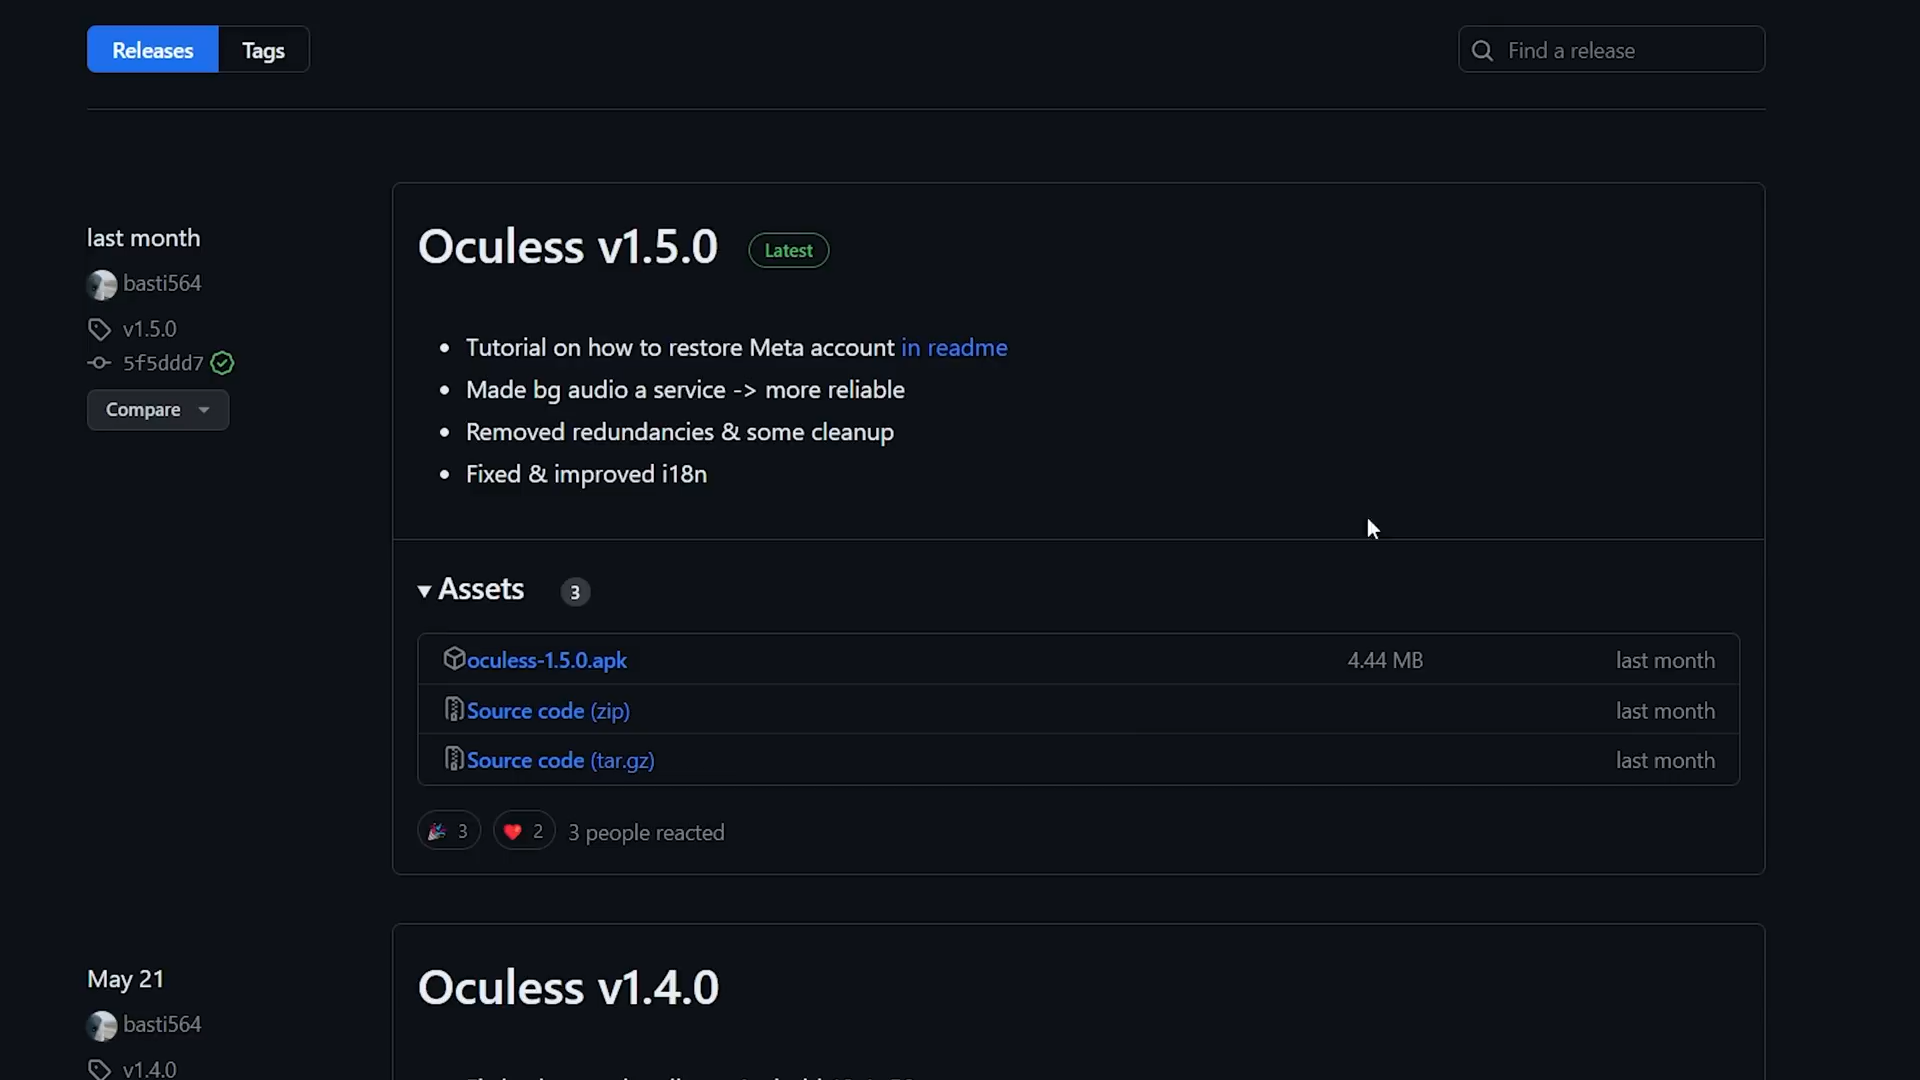 Releases
Tags
Find a release
last month
basti564
v1.5.0
5f5ddd7
Compare
Oculess v1.5.0
Latest
Tutorial on how to restore Meta account in readme
Made bg audio a service -> more reliable
Removed redundancies & some cleanup
Fixed & improved i18n
Assets 3
oculess-1.5.0.apk 4.44 MB last month
Source code (zip) last month
Source code (tar.gz) last month
3 2 3 people reacted
May 21
basti564
v1.4.0
Oculess v1.4.0